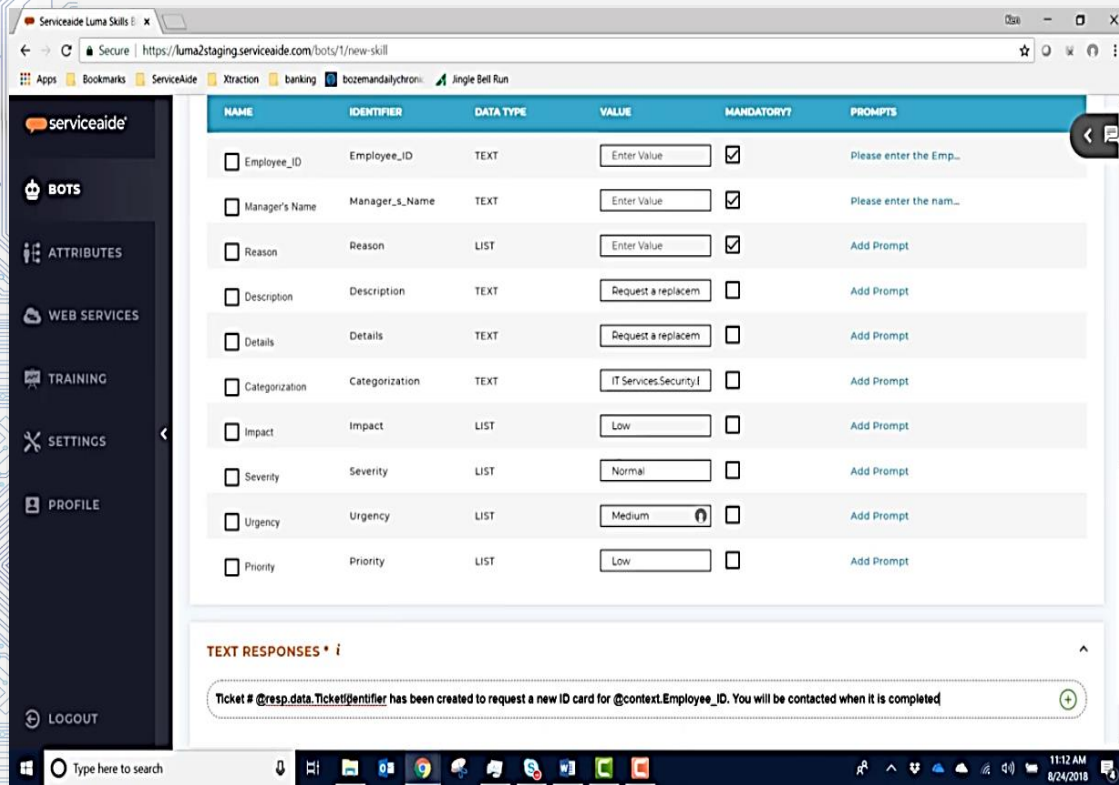 Serviceaide Luma Skills B
Secure | https://luma2staging.serviceaide.com/bots/1/new-skill
Apps Bookmarks ServiceAide Xtraction banking bozemandailychronic Jingle Bell Run
serviceaide
BOTS
ATTRIBUTES
WEB SERVICES
TRAINING
SETTINGS
PROFILE
LOGOUT
NAME IDENTIFIER DATA TYPE VALUE MANDATORY? PROMPTS
Employee_ID Employee_ID TEXT Enter Value Please enter the Emp...
Manager's Name Manager_s_Name TEXT Enter Value Please enter the nam...
Reason Reason LIST Enter Value Add Prompt
Description Description TEXT Request a replacem Add Prompt
Details Details TEXT Request a replacem Add Prompt
Categorization Categorization TEXT IT Services.Security. Add Prompt
Impact Impact LIST Low Add Prompt
Severity Severity LIST Normal Add Prompt
Urgency Urgency LIST Medium Add Prompt
Priority Priority LIST Low Add Prompt
TEXT RESPONSES * i
Ticket # @resp.data.TicketIdentifier has been created to request a new ID card for @context.Employee_ID. You will be contacted when it is completed
Type here to search
11:12 AM
8/24/2018